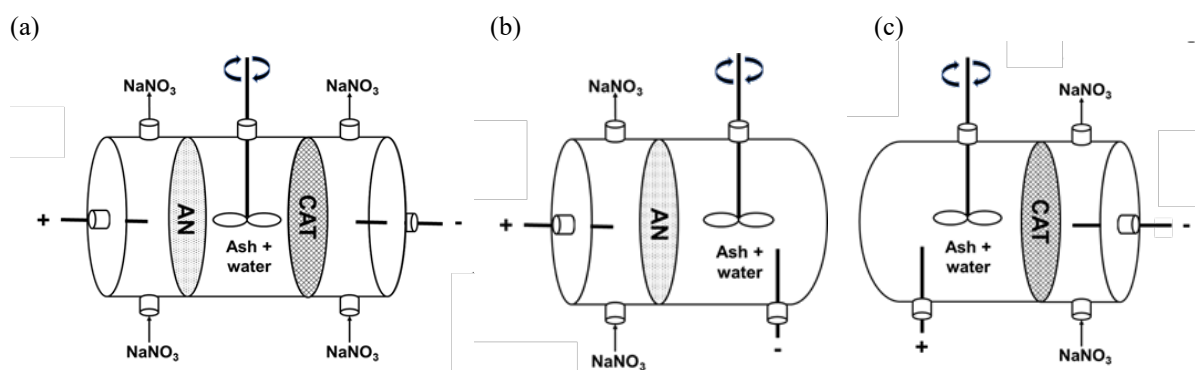 (a)
NaNO₃
NaNO₃
+
AN
CAT
-
Ash +
water
NaNO₃
NaNO₃
(b)
NaNO₃
+
AN
Ash +
water
-
NaNO₃
(c)
NaNO₃
CAT
-
Ash +
water
+
NaNO₃